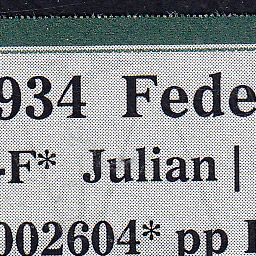 934 Fede
-F* Julian |
002604* pp